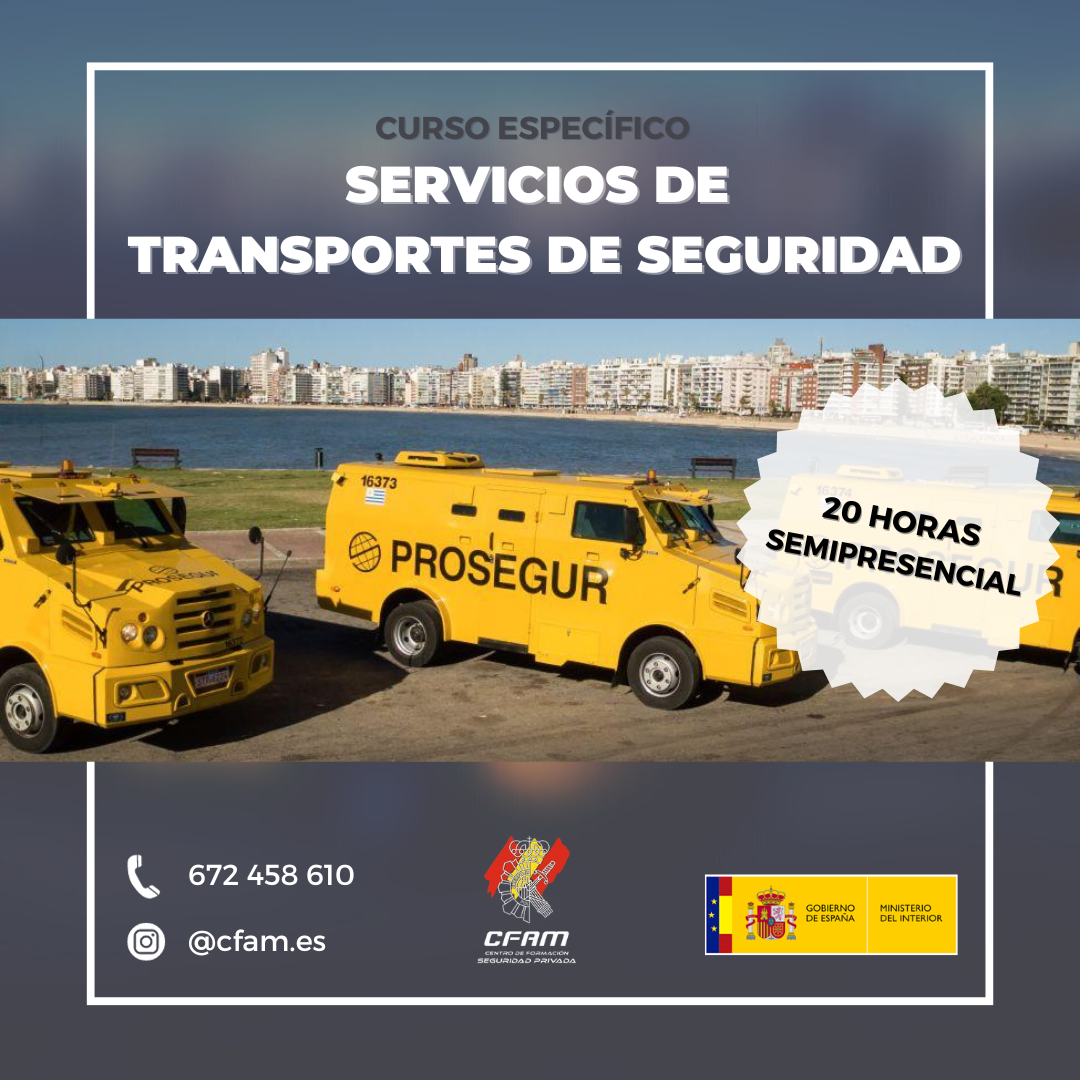 CURSO ESPECÍFICO
SERVICIOS DE
TRANSPORTES DE SEGURIDAD
16373
PROSEGUR
PROSEGUR
16374
20 HORAS
SEMIPRESENCIAL
672 458 610
@cfam.es
CFAM
CENTRO DE FORMACIÓN
SEGURIDAD PRIVADA
GOBIERNO
DE ESPAÑA
MINISTERIO
DEL INTERIOR